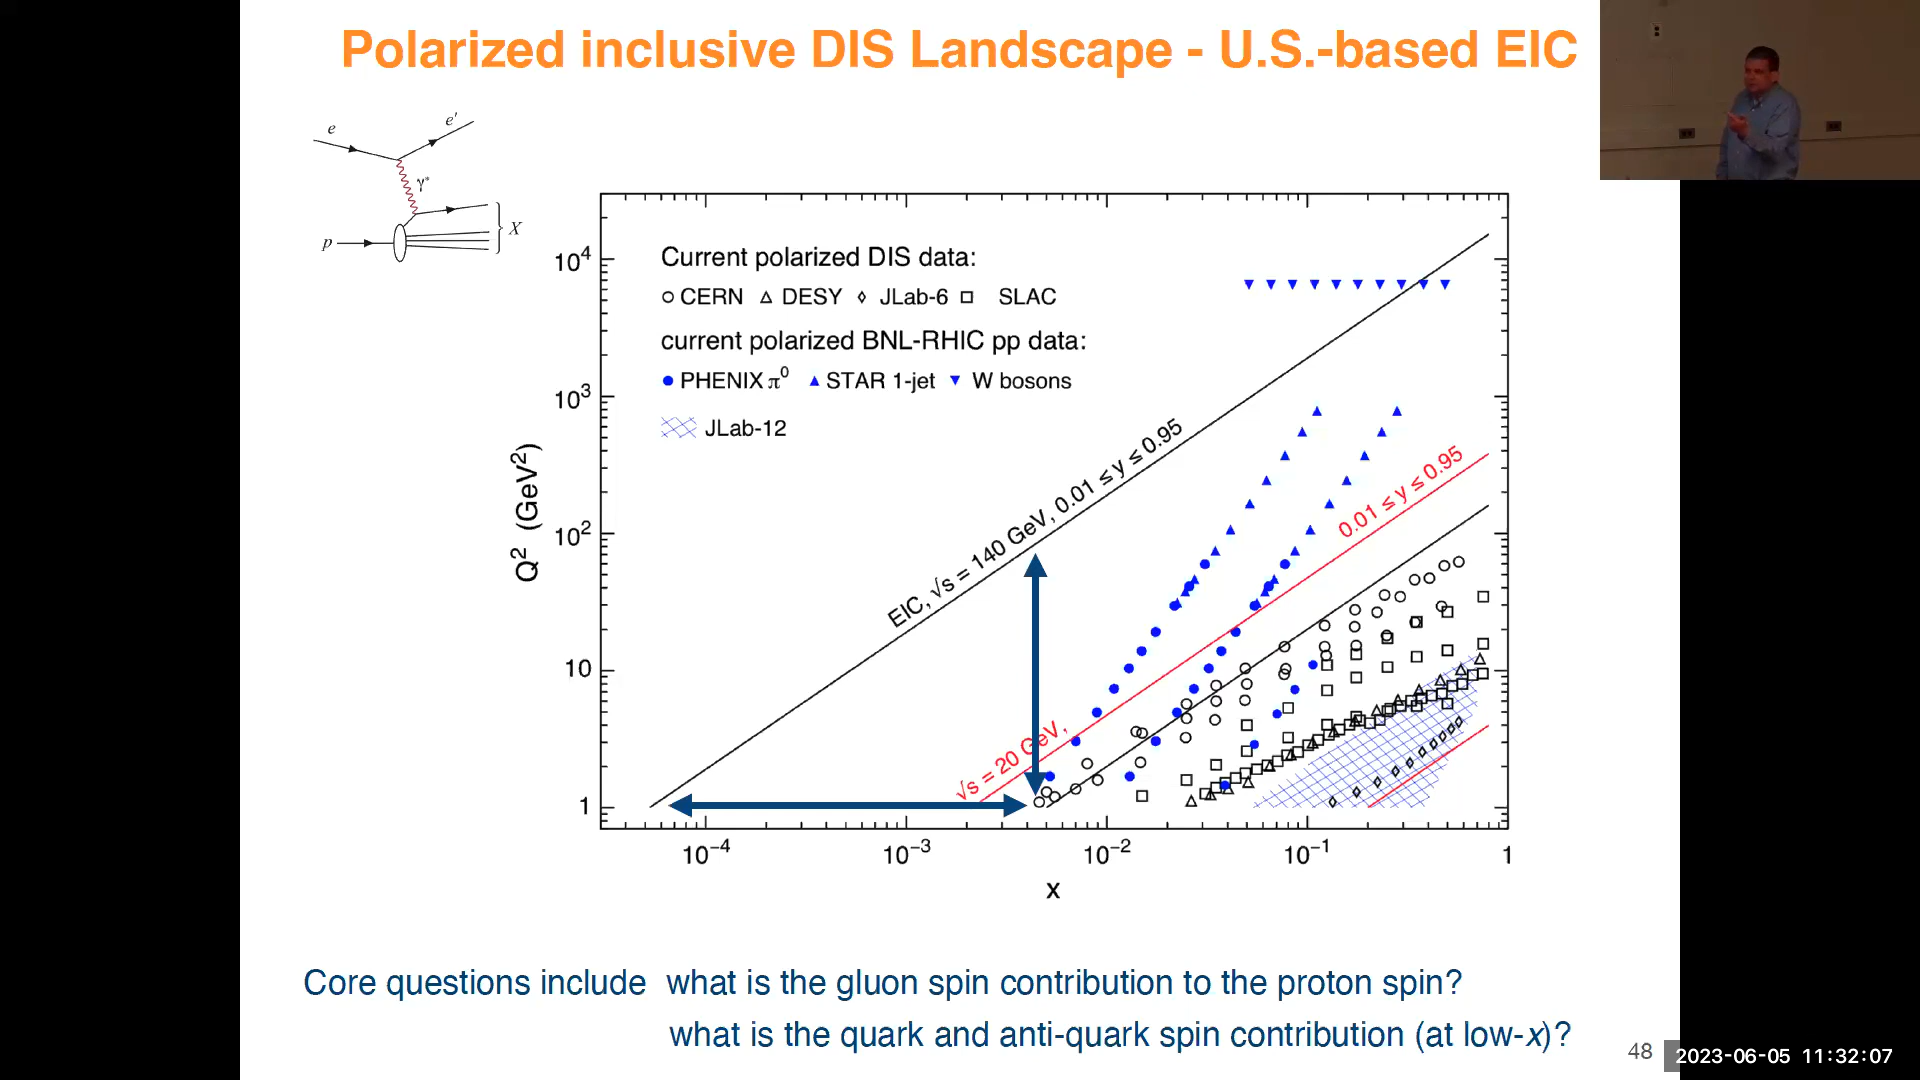 Polarized inclusive DIS Landscape - U.S.-based EIC
e
e'
γ*
p
X
Current polarized DIS data:
CERN DESY JLab-6 SLAC
current polarized BNL-RHIC pp data:
PHENIX π⁰ STAR 1-jet W bosons
JLab-12
EIC, √s = 140 GeV, 0.01 ≤ y ≤ 0.95
√s = 20 GeV, 0.01 ≤ y ≤ 0.95
Q² (GeV²)
10⁴
10³
10²
10
1
10⁻⁴ 10⁻³ 10⁻² 10⁻¹ 1
x
Core questions include what is the gluon spin contribution to the proton spin?
what is the quark and anti-quark spin contribution (at low-x)?
48
2023-06-05 11:32:07